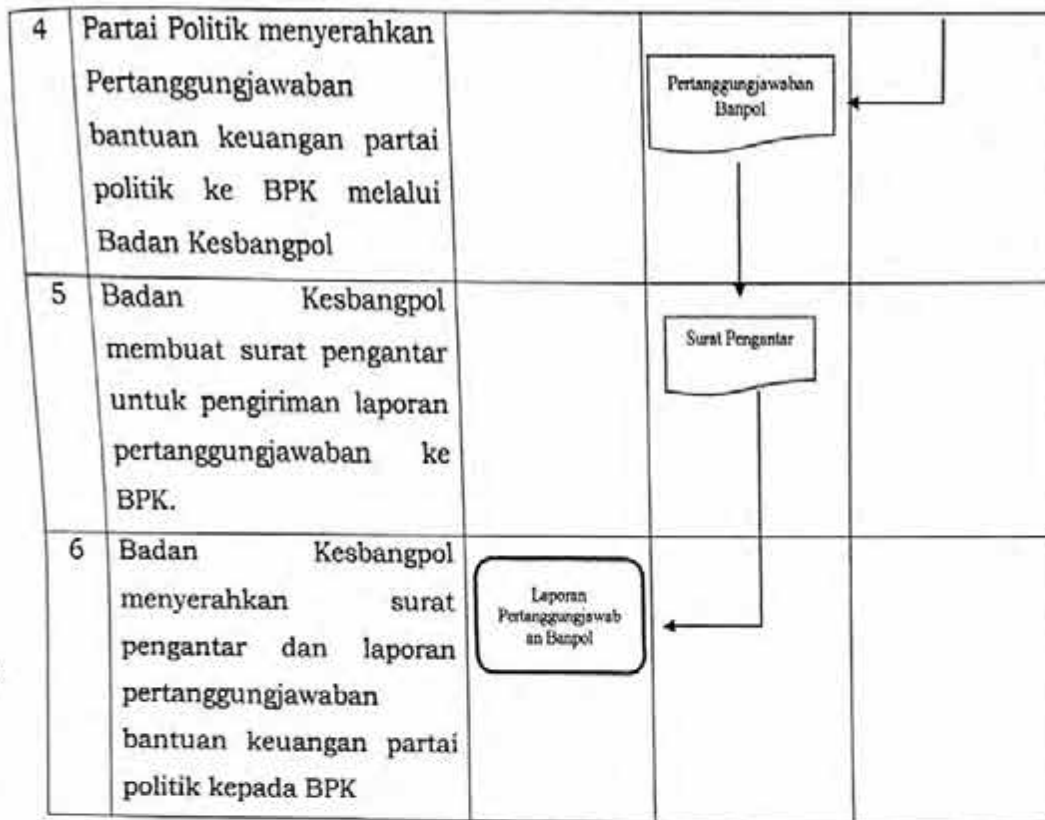 4
Partai Politik menyerahkan
Pertanggungjawaban
bantuan keuangan partai
politik ke BPK melalui
Badan Kesbangpol
Pertanggungjawaban
Banpol
5
Badan Kesbangpol
membuat surat pengantar
untuk pengiriman laporan
pertanggungjawaban ke
BPK.
Surat Pengantar
6
Badan Kesbangpol
menyerahkan surat
pengantar dan laporan
pertanggungjawaban
bantuan keuangan partai
politik kepada BPK
Laporan
Pertanggungjawab
an Banpol